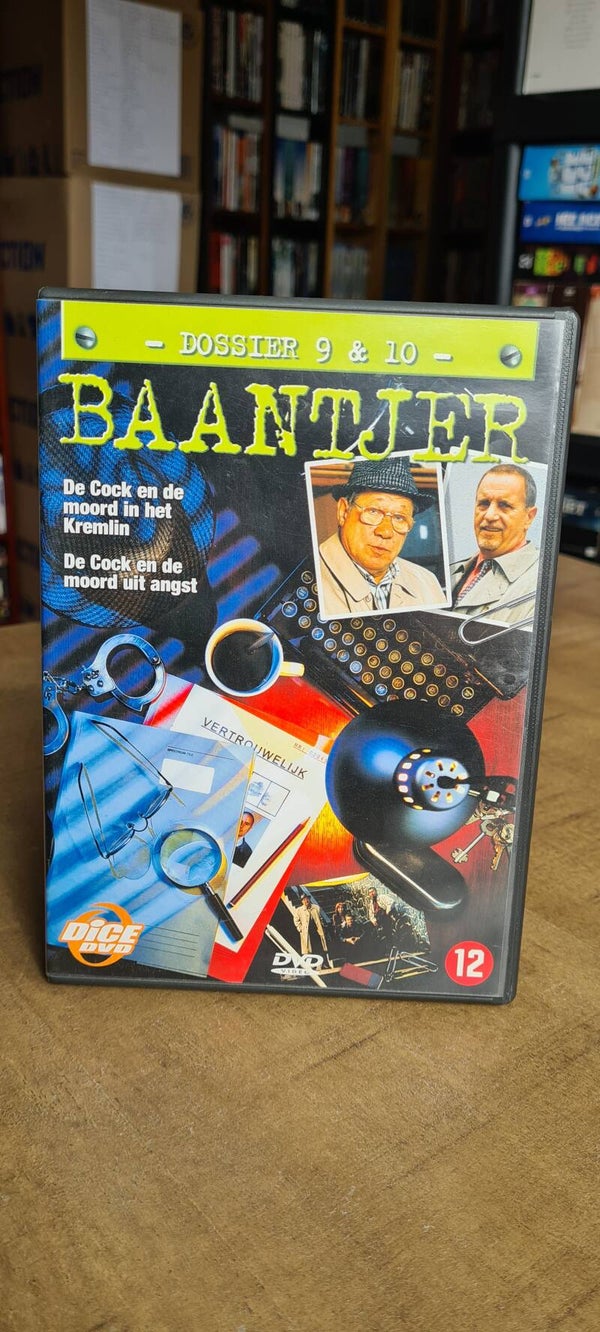 - DOSSIER 9 & 10 -
BAANTJER
De Cock en de
moord in het
Kremlin
De Cock en de
moord uit angst
VERTROUWELIJK
DiCE
DVD
DVD
VIDEO
12
CTION